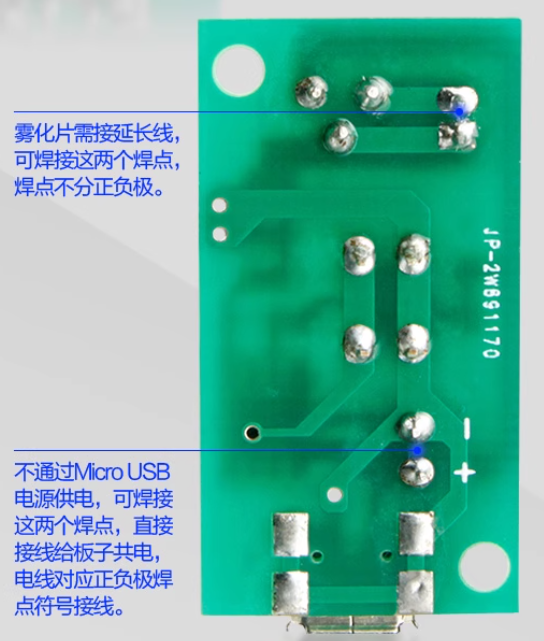 雾化片需接延长线，
可焊接这两个焊点，
焊点不分正负极。
JP-2W891170
-
+
不通过Micro USB
电源供电，可焊接
这两个焊点，直接
接线给板子共电，
电线对应正负极焊
点符号接线。